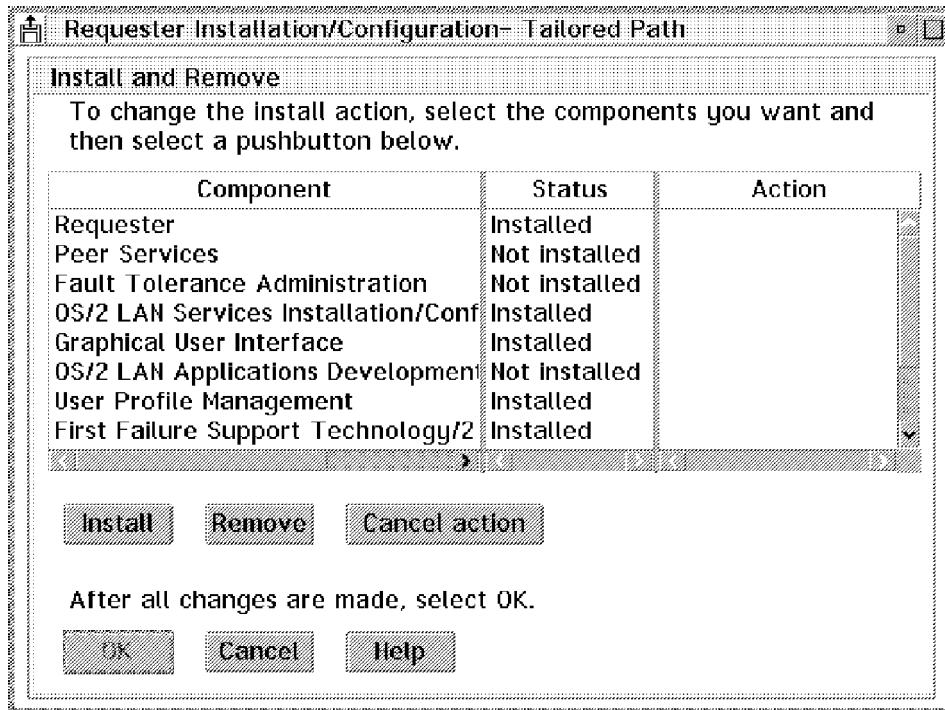 Requester Installation/Configuration- Tailored Path
Install and Remove
To change the install action, select the components you want and
then select a pushbutton below.
Component Status Action
Requester Installed
Peer Services Not installed
Fault Tolerance Administration Not installed
OS/2 LAN Services Installation/Conf Installed
Graphical User Interface Installed
OS/2 LAN Applications Development Not installed
User Profile Management Installed
First Failure Support Technology/2 Installed
Install Remove Cancel action
After all changes are made, select OK.
OK Cancel Help